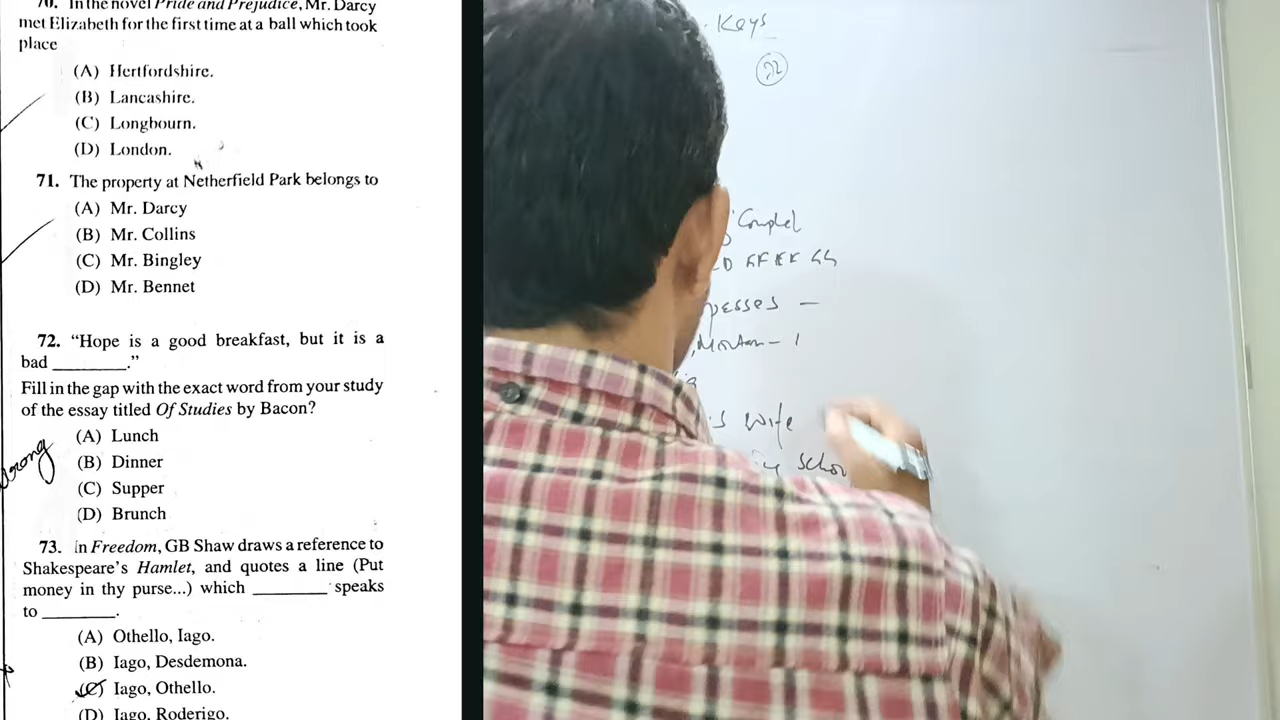 70. In the novel Pride and Prejudice, Mr. Darcy
met Elizabeth for the first time at a ball which took
place
(A) Hertfordshire.
(B) Lancashire.
(C) Longbourn.
(D) London.
71. The property at Netherfield Park belongs to
(A) Mr. Darcy
(B) Mr. Collins
(C) Mr. Bingley
(D) Mr. Bennet
72. “Hope is a good breakfast, but it is a
bad ________.”
Fill in the gap with the exact word from your study
of the essay titled Of Studies by Bacon?
(A) Lunch
(B) Dinner
(C) Supper
(D) Brunch
73. In Freedom, GB Shaw draws a reference to
Shakespeare’s Hamlet, and quotes a line (Put
money in thy purse...) which ________ speaks
to ________.
(A) Othello, Iago.
(B) Iago, Desdemona.
(C) Iago, Othello.
(D) Iago, Roderigo.
wrong
Keys
wife